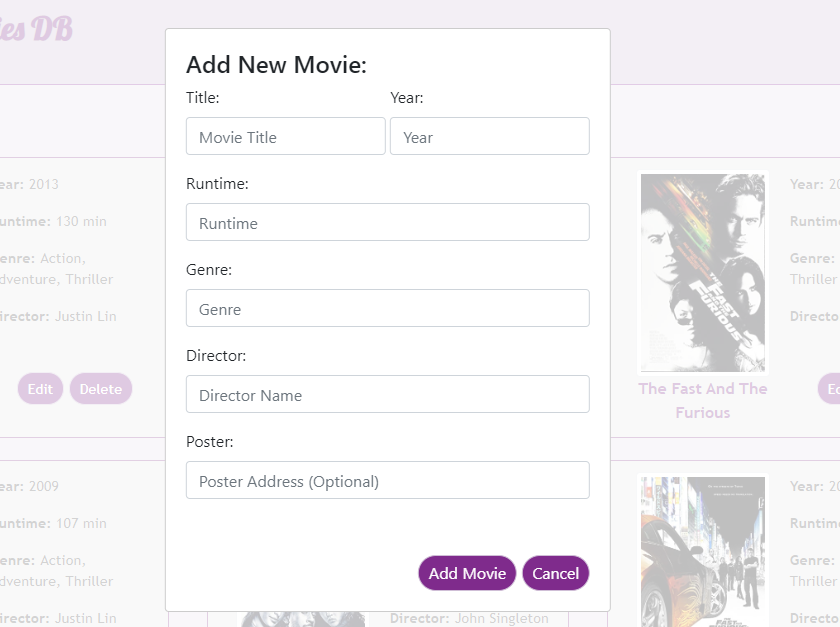 ies DB
Add New Movie:
Title:
Year:
Movie Title
Year
Runtime:
Runtime
Genre:
Genre
Director:
Director Name
Poster:
Poster Address (Optional)
Add Movie
Cancel
ear: 2013
untime: 130 min
enre: Action,
dventure, Thriller
irector: Justin Lin
Edit
Delete
THE FAST AND THE FURIOUS
The Fast And The
Furious
Year: 20
Runtim
Genre:
Thriller
Directo
Ed
ear: 2009
untime: 107 min
enre: Action,
dventure, Thriller
irector: Justin Lin
Director: John Singleton
Year: 20
Runtim
Genre:
Thriller
Directo